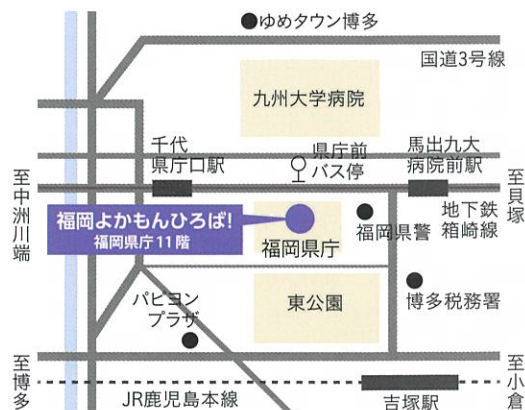 ゆめタウン博多
国道3号線
九州大学病院
千代
県庁口駅
県庁前
バス停
馬出九大
病院前駅
至中洲川端
至貝塚
福岡よかもんひろば!
福岡県庁11階
福岡県庁
福岡県警
地下鉄
箱崎線
パピヨン
プラザ
東公園
博多税務署
至博多
JR鹿児島本線
吉塚駅
至小倉